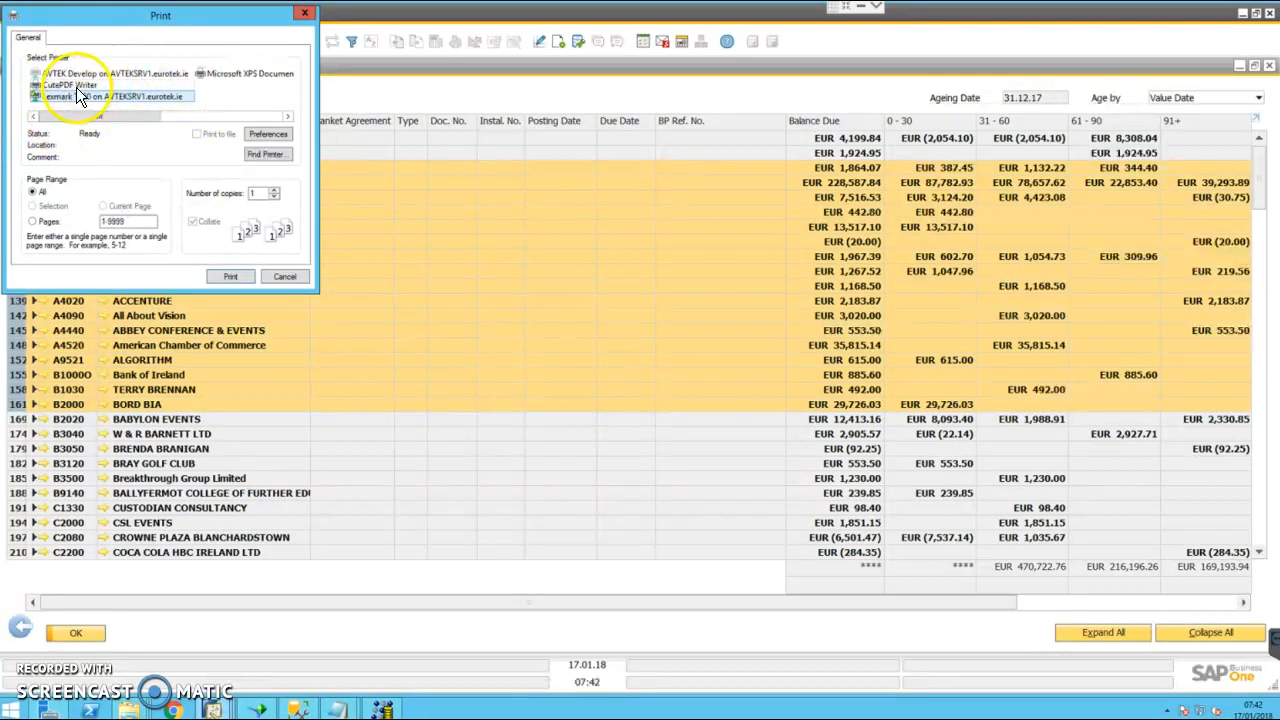 Print
General
Select Printer
AVTEK Develop on AVTEKSRV1.eurotek.ie Microsoft XPS Documen
CutePDF Writer
on AVTEKSRV1.eurotek.ie
Status: Ready Print to file Preferences
Location:
Comment: Find Printer...
Page Range
All Number of copies: 1
Selection Current Page
Pages: 1-9999 Collate
Enter either a single page number or a single
page range. For example, 5-12
1 2 3 1 2 3
Print Cancel
Ageing Date 31.12.17 Age by Value Date
anket Agreement Type Doc. No. Instal. No. Posting Date Due Date BP Ref. No. Balance Due 0 - 30 31 - 60 61 - 90 91+
EUR 4,199.84 EUR (2,054.10) EUR (2,054.10) EUR 8,308.04
EUR 1,924.95 EUR 1,924.95
EUR 1,864.07 EUR 387.45 EUR 1,132.22 EUR 344.40
EUR 228,587.84 EUR 87,782.93 EUR 78,657.62 EUR 22,853.40 EUR 39,293.89
EUR 7,516.53 EUR 3,124.20 EUR 4,423.08 EUR (30.75)
EUR 442.80 EUR 442.80
EUR 13,517.10 EUR 13,517.10
EUR (20.00) EUR (20.00)
EUR 1,967.39 EUR 602.70 EUR 1,054.73 EUR 309.96
EUR 1,267.52 EUR 1,047.96 EUR 219.56
EUR 1,168.50 EUR 1,168.50
139 A4020 ACCENTURE EUR 2,183.87 EUR 2,183.87
142 A4090 All About Vision EUR 3,020.00 EUR 3,020.00
145 A4440 ABBEY CONFERENCE & EVENTS EUR 553.50 EUR 553.50
148 A4520 American Chamber of Commerce EUR 35,815.14 EUR 35,815.14
152 A9521 ALGORITHM EUR 615.00 EUR 615.00
155 B1000O Bank of Ireland EUR 885.60 EUR 885.60
158 B1030 TERRY BRENNAN EUR 492.00 EUR 492.00
161 B2000 BORD BIA EUR 29,726.03 EUR 29,726.03
169 B2020 BABYLON EVENTS EUR 12,413.16 EUR 8,093.40 EUR 1,988.91 EUR 2,330.85
174 B3040 W & R BARNETT LTD EUR 2,905.57 EUR (22.14) EUR 2,927.71
179 B3050 BRENDA BRANIGAN EUR (92.25) EUR (92.25)
182 B3120 BRAY GOLF CLUB EUR 553.50 EUR 553.50
185 B3500 Breakthrough Group Limited EUR 1,230.00 EUR 1,230.00
188 B9140 BALLYFERMOT COLLEGE OF FURTHER EDU EUR 239.85 EUR 239.85
191 C1330 CUSTODIAN CONSULTANCY EUR 98.40 EUR 98.40
194 C2000 CSL EVENTS EUR 1,851.15 EUR 1,851.15
197 C2080 CROWNE PLAZA BLANCHARDSTOWN EUR (6,501.47) EUR (7,537.14) EUR 1,035.67
210 C2200 COCA COLA HBC IRELAND LTD EUR (284.35) EUR (284.35)
**** **** EUR 470,722.76 EUR 216,196.26 EUR 169,193.94
OK Expand All Collapse All
17.01.18
07:42
SAP Business One
RECORDED WITH
SCREENCAST MATIC
07:42
17/01/2018